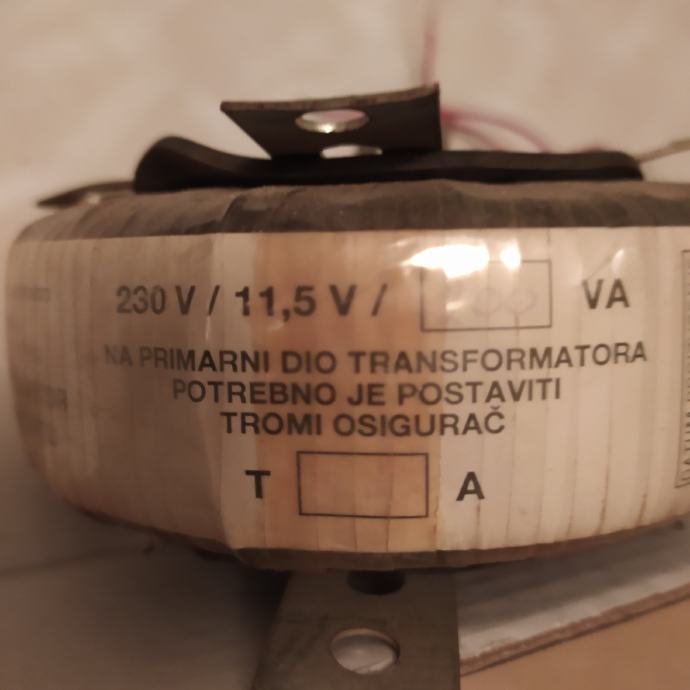 230 V / 11,5 V / VA
NA PRIMARNI DIO TRANSFORMATORA
POTREBNO JE POSTAVITI
TROMI OSIGURAČ
T A